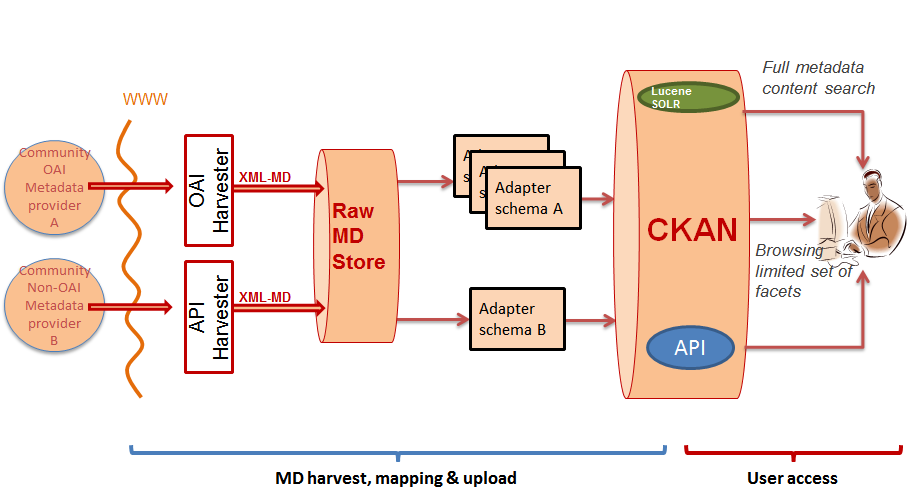 WWW
Full metadata
content search
Lucene
SOLR
Community
OAI
Metadata
provider
A
OAI
Harvester
XML-MD
Raw
MD
Store
A
s
A
s
Adapter
schema A
CKAN
Browsing
limited set of
facets
Community
Non-OAI
Metadata
provider
B
API
Harvester
XML-MD
Adapter
schema B
API
MD harvest, mapping & upload
User access